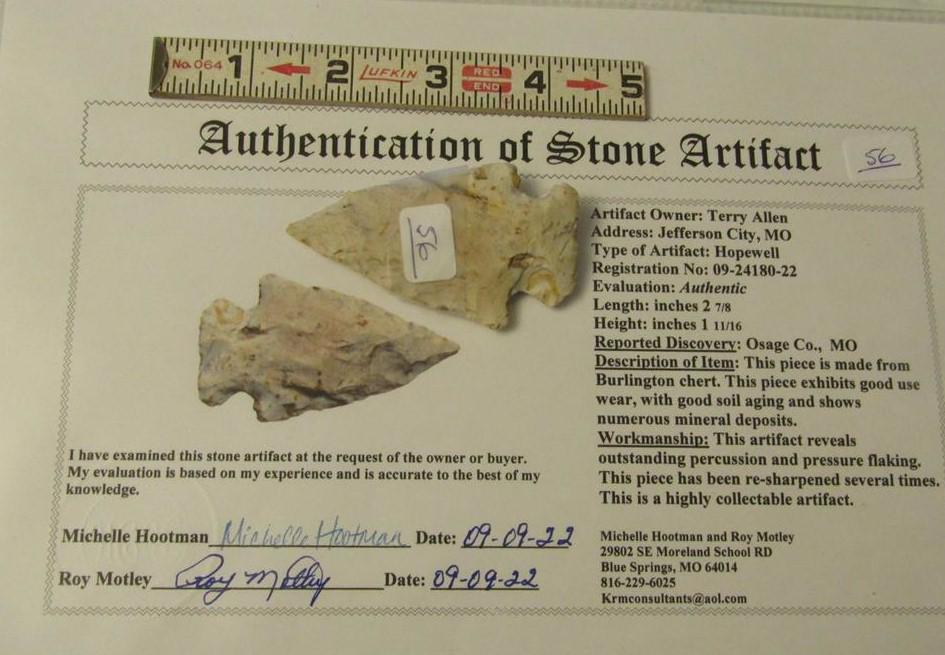 No. 064 1 2 LUFKIN 3 RED END 4 5
Authentication of Stone Artifact
56
56
Artifact Owner: Terry Allen
Address: Jefferson City, MO
Type of Artifact: Hopewell
Registration No: 09-24180-22
Evaluation: Authentic
Length: inches 2 7/8
Height: inches 1 11/16
Reported Discovery: Osage Co., MO
Description of Item: This piece is made from
Burlington chert. This piece exhibits good use
wear, with good soil aging and shows
numerous mineral deposits.
Workmanship: This artifact reveals
outstanding percussion and pressure flaking.
This piece has been re-sharpened several times.
This is a highly collectable artifact.
I have examined this stone artifact at the request of the owner or buyer.
My evaluation is based on my experience and is accurate to the best of my
knowledge.
Michelle Hootman Michelle Hootman Date: 09-09-22
Roy Motley Roy Motley Date: 09-09-22
Michelle Hootman and Roy Motley
29802 SE Moreland School RD
Blue Springs, MO 64014
816-229-6025
Krmconsultants@aol.com